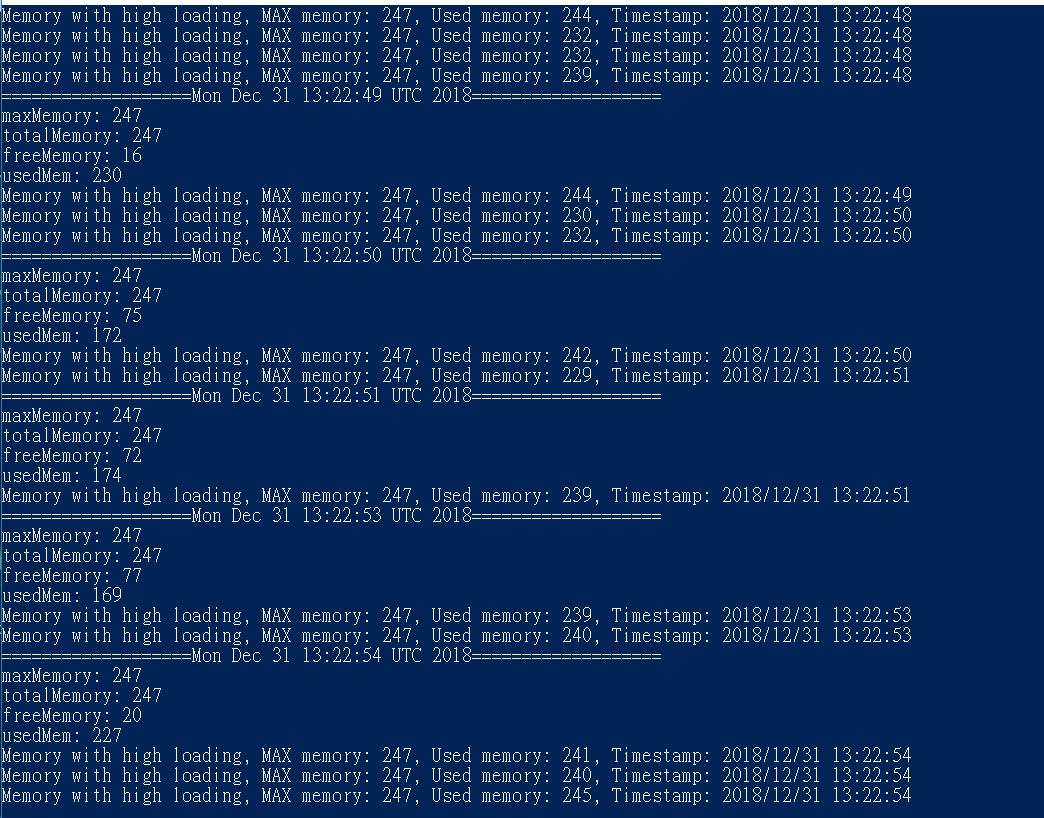 Memory with high loading, MAX memory: 247, Used memory: 244, Timestamp: 2018/12/31 13:22:48
Memory with high loading, MAX memory: 247, Used memory: 232, Timestamp: 2018/12/31 13:22:48
Memory with high loading, MAX memory: 247, Used memory: 232, Timestamp: 2018/12/31 13:22:48
Memory with high loading, MAX memory: 247, Used memory: 239, Timestamp: 2018/12/31 13:22:48
===================Mon Dec 31 13:22:49 UTC 2018===================
maxMemory: 247
totalMemory: 247
freeMemory: 16
usedMem: 230
Memory with high loading, MAX memory: 247, Used memory: 244, Timestamp: 2018/12/31 13:22:49
Memory with high loading, MAX memory: 247, Used memory: 230, Timestamp: 2018/12/31 13:22:50
Memory with high loading, MAX memory: 247, Used memory: 232, Timestamp: 2018/12/31 13:22:50
===================Mon Dec 31 13:22:50 UTC 2018===================
maxMemory: 247
totalMemory: 247
freeMemory: 75
usedMem: 172
Memory with high loading, MAX memory: 247, Used memory: 242, Timestamp: 2018/12/31 13:22:50
Memory with high loading, MAX memory: 247, Used memory: 229, Timestamp: 2018/12/31 13:22:51
===================Mon Dec 31 13:22:51 UTC 2018===================
maxMemory: 247
totalMemory: 247
freeMemory: 72
usedMem: 174
Memory with high loading, MAX memory: 247, Used memory: 239, Timestamp: 2018/12/31 13:22:51
===================Mon Dec 31 13:22:53 UTC 2018===================
maxMemory: 247
totalMemory: 247
freeMemory: 77
usedMem: 169
Memory with high loading, MAX memory: 247, Used memory: 239, Timestamp: 2018/12/31 13:22:53
Memory with high loading, MAX memory: 247, Used memory: 240, Timestamp: 2018/12/31 13:22:53
===================Mon Dec 31 13:22:54 UTC 2018===================
maxMemory: 247
totalMemory: 247
freeMemory: 20
usedMem: 227
Memory with high loading, MAX memory: 247, Used memory: 241, Timestamp: 2018/12/31 13:22:54
Memory with high loading, MAX memory: 247, Used memory: 240, Timestamp: 2018/12/31 13:22:54
Memory with high loading, MAX memory: 247, Used memory: 245, Timestamp: 2018/12/31 13:22:54